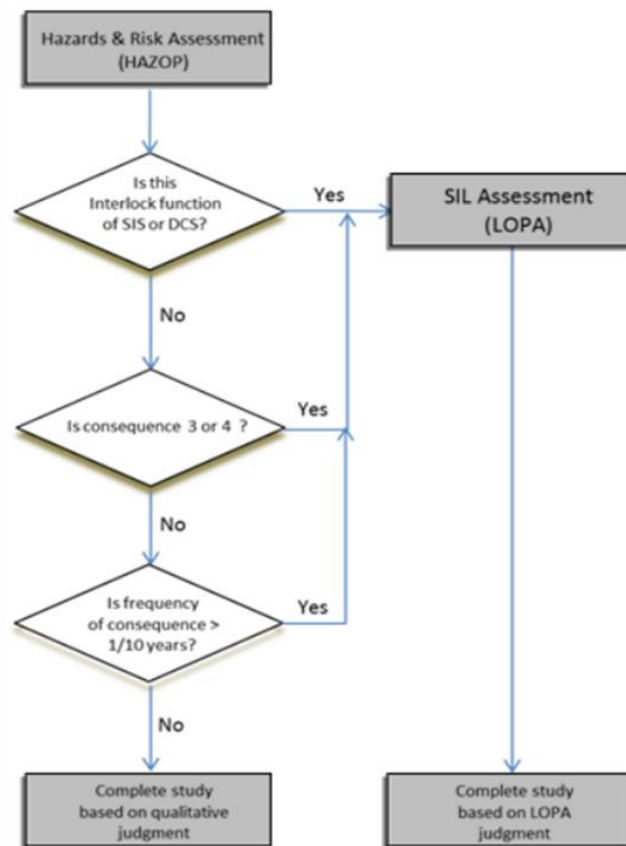 Hazards & Risk Assessment
(HAZOP)
Is this
Interlock function
of SIS or DCS?
Yes
SIL Assessment
(LOPA)
No
Is consequence 3 or 4 ?
Yes
No
Is frequency
of consequence >
1/10 years?
Yes
No
Complete study
based on qualitative
judgment
Complete study
based on LOPA
judgment